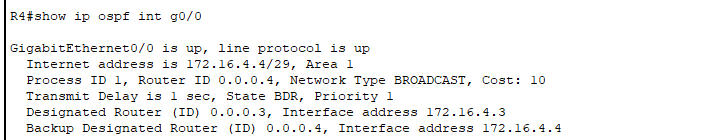 R4#show ip ospf int g0/0
GigabitEthernet0/0 is up, line protocol is up
Internet address is 172.16.4.4/29, Area 1
Process ID 1, Router ID 0.0.0.4, Network Type BROADCAST, Cost: 10
Transmit Delay is 1 sec, State BDR, Priority 1
Designated Router (ID) 0.0.0.3, Interface address 172.16.4.3
Backup Designated Router (ID) 0.0.0.4, Interface address 172.16.4.4